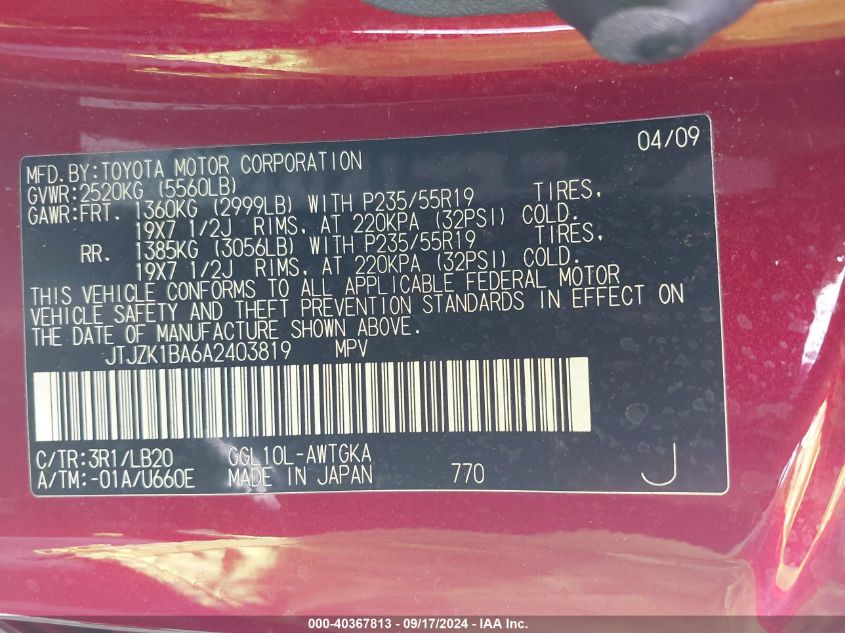 04/09
MFD.BY:TOYOTA MOTOR CORPORATION
GVWR:2520KG (5560LB)
GAWR:FRT. 1360KG (2999LB) WITH P235/55R19 TIRES,
19X7 1/2J RIMS, AT 220KPA (32PSI) COLD.
RR. 1385KG (3056LB) WITH P235/55R19 TIRES,
19X7 1/2J RIMS, AT 220KPA (32PSI) COLD.
THIS VEHICLE CONFORMS TO ALL APPLICABLE FEDERAL MOTOR
VEHICLE SAFETY AND THEFT PREVENTION STANDARDS IN EFFECT ON
THE DATE OF MANUFACTURE SHOWN ABOVE.
JTJZK1BA6A2403819 MPV
C/TR:3R1/LB20 GGL10L-AWTGKA
A/TM:-01A/U660E MADE IN JAPAN 770 J
000-40367813 - 09/17/2024 - IAA Inc.